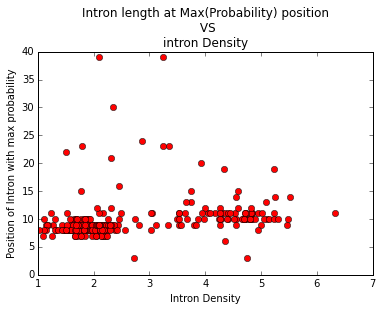 Intron length at Max(Probability) position
VS
intron Density
Position of Intron with max probability
40
35
30
25
20
15
10
5
0
1 2 3 4 5 6 7
Intron Density